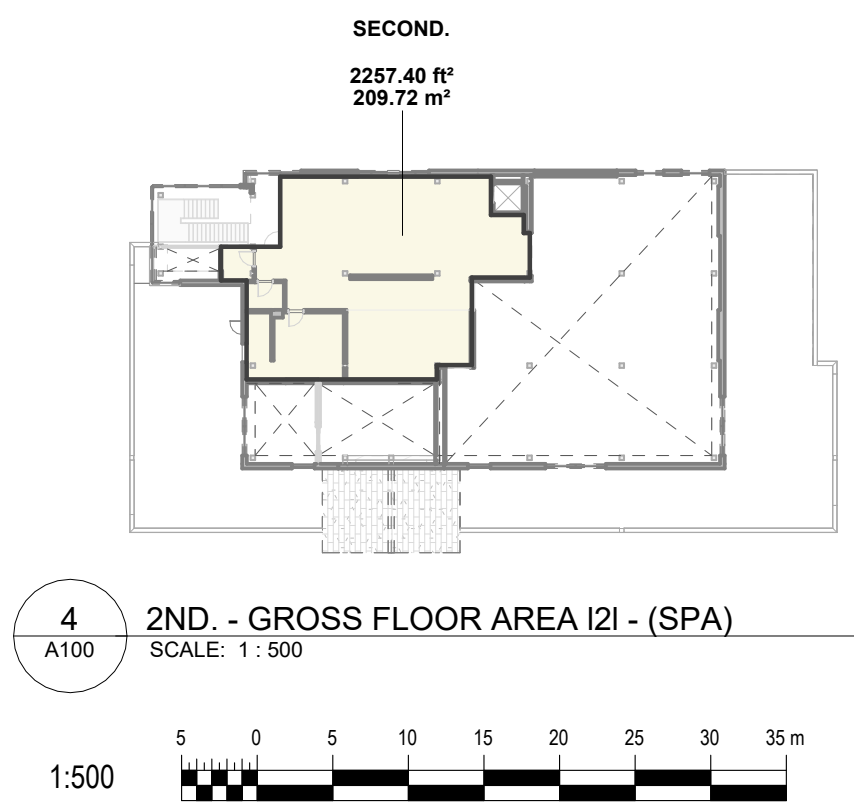 SECOND.
2257.40 ft²
209.72 m²
4
A100
2ND. - GROSS FLOOR AREA I2I - (SPA)
SCALE: 1 : 500
5 0 5 10 15 20 25 30 35 m
1:500